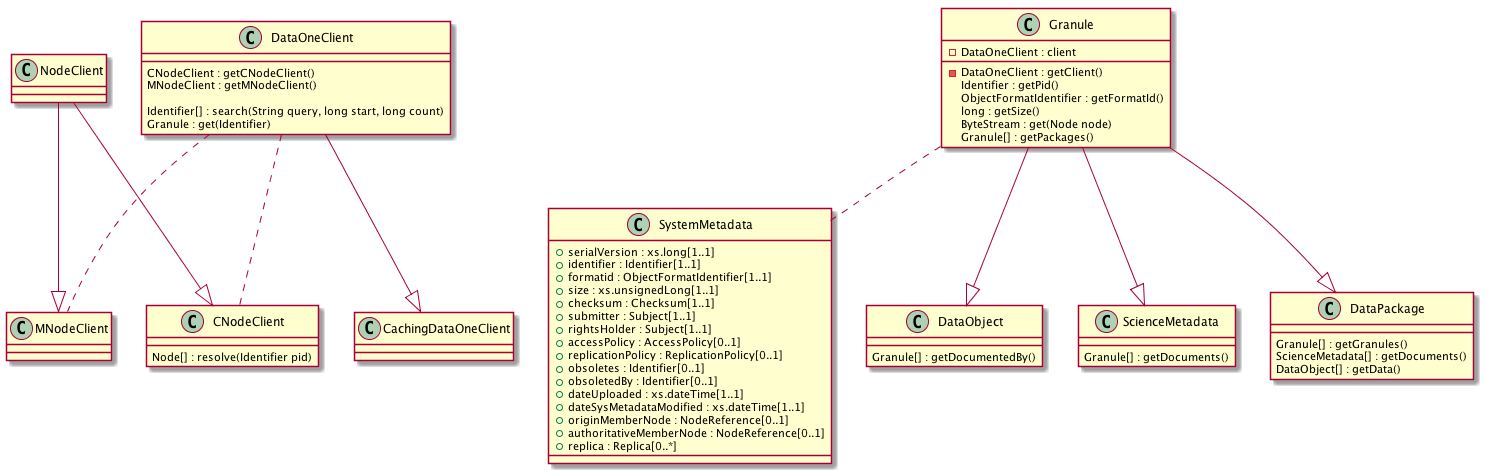 C NodeClient
C DataOneClient
CNodeClient : getCNodeClient()
MNodeClient : getMNodeClient()
Identifier[] : search(String query, long start, long count)
Granule : get(Identifier)
C Granule
DataOneClient : client
DataOneClient : getClient()
Identifier : getPid()
ObjectFormatIdentifier : getFormatId()
long : getSize()
ByteStream : get(Node node)
Granule[] : getPackages()
C MNodeClient
C CNodeClient
Node[] : resolve(Identifier pid)
C CachingDataOneClient
C SystemMetadata
serialVersion : xs.long[1..1]
identifier : Identifier[1..1]
formatid : ObjectFormatIdentifier[1..1]
size : xs.unsignedLong[1..1]
checksum : Checksum[1..1]
submitter : Subject[1..1]
rightsHolder : Subject[1..1]
accessPolicy : AccessPolicy[0..1]
replicationPolicy : ReplicationPolicy[0..1]
obsoletes : Identifier[0..1]
obsoletedBy : Identifier[0..1]
dateUploaded : xs.dateTime[1..1]
dateSysMetadataModified : xs.dateTime[1..1]
originMemberNode : NodeReference[0..1]
authoritativeMemberNode : NodeReference[0..1]
replica : Replica[0..*]
C DataObject
Granule[] : getDocumentedBy()
C ScienceMetadata
Granule[] : getDocuments()
C DataPackage
Granule[] : getGranules()
ScienceMetadata[] : getDocuments()
DataObject[] : getData()